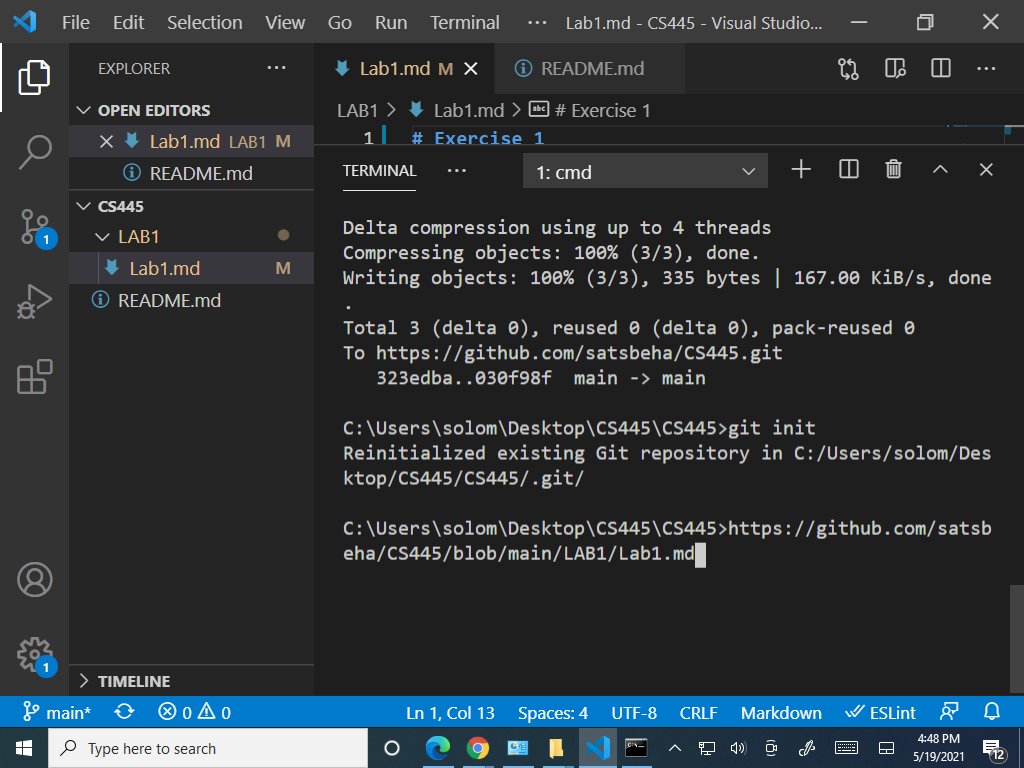 File Edit Selection View Go Run Terminal ··· Lab1.md - CS445 - Visual Studio...
EXPLORER ···
Lab1.md M
README.md
OPEN EDITORS
Lab1.md LAB1 M
README.md
CS445
LAB1
Lab1.md M
README.md
TIMELINE
1
1
LAB1 > Lab1.md > abc # Exercise 1
1 # Exercise 1
TERMINAL ··· 1: cmd
Delta compression using up to 4 threads
Compressing objects: 100% (3/3), done.
Writing objects: 100% (3/3), 335 bytes | 167.00 KiB/s, done
.
Total 3 (delta 0), reused 0 (delta 0), pack-reused 0
To https://github.com/satsbeha/CS445.git
323edba..030f98f  main -> main
C:\Users\solom\Desktop\CS445\CS445>git init
Reinitialized existing Git repository in C:/Users/solom/Des
ktop/CS445/CS445/.git/
C:\Users\solom\Desktop\CS445\CS445>https://github.com/satsb
eha/CS445/blob/main/LAB1/Lab1.md
main* 0 0 Ln 1, Col 13 Spaces: 4 UTF-8 CRLF Markdown ESLint
Type here to search
4:48 PM
5/19/2021
12